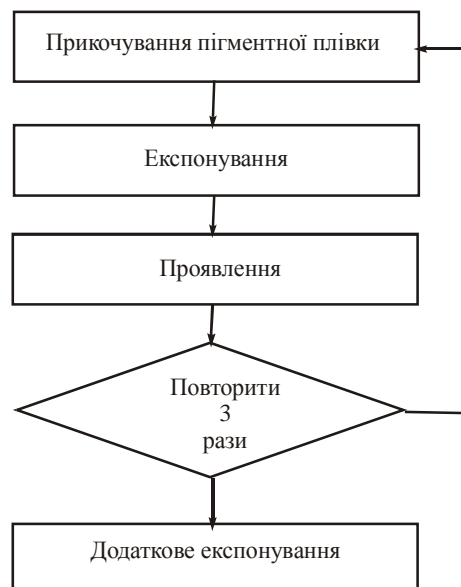 Прикочування пігментної плівки
Експонування
Проявлення
Повторити
3
рази
Додаткове експонування